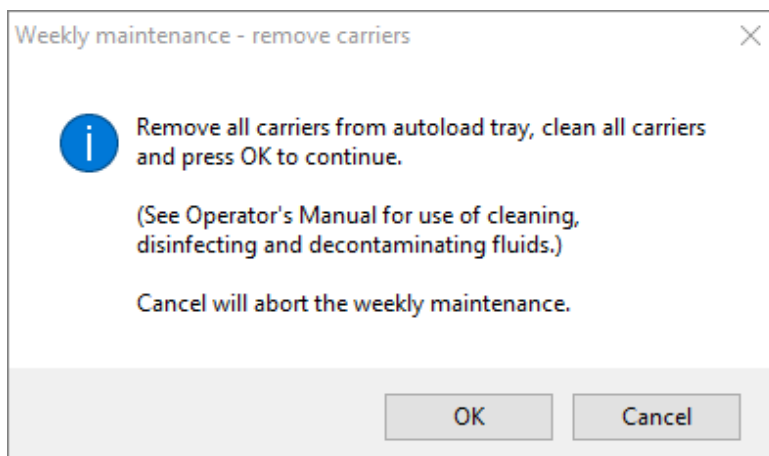 Weekly maintenance - remove carriers
Remove all carriers from autoload tray, clean all carriers
and press OK to continue.
(See Operator's Manual for use of cleaning,
disinfecting and decontaminating fluids.)
Cancel will abort the weekly maintenance.
OK
Cancel